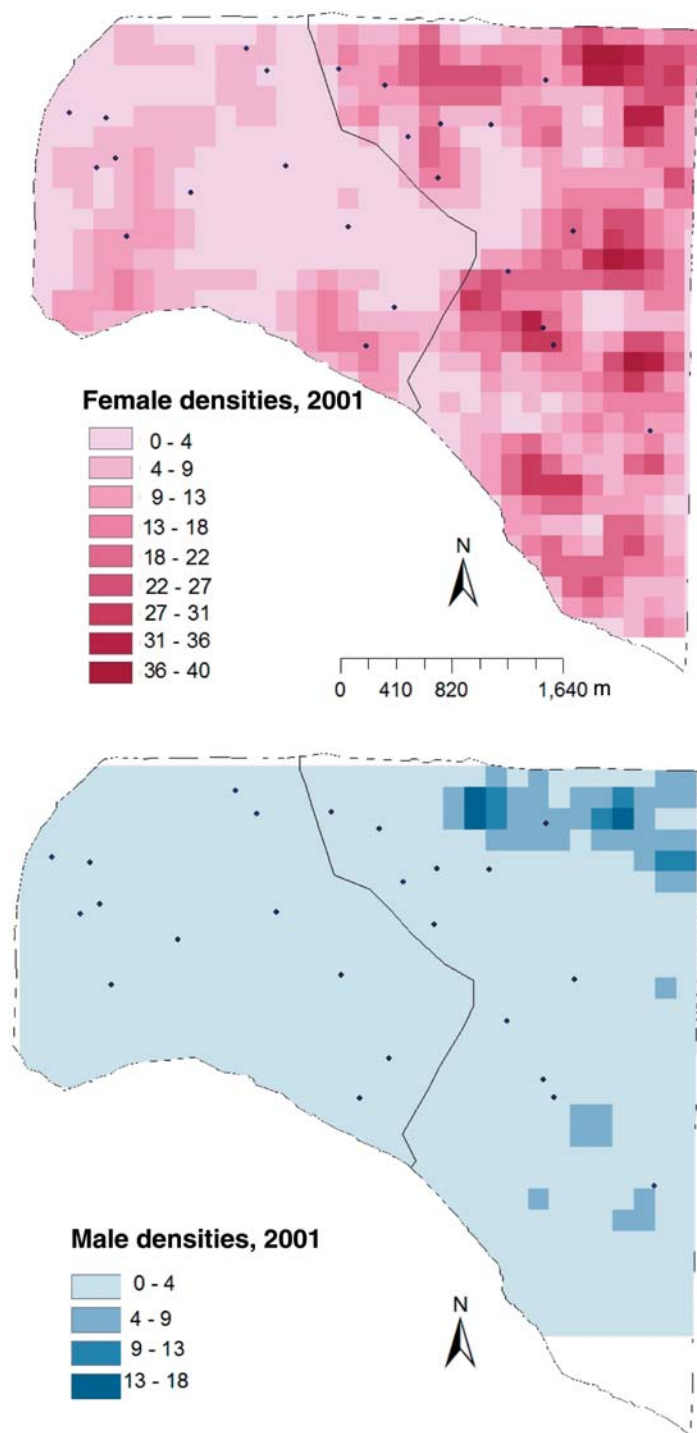 Female densities, 2001
0 - 4
4 - 9
9 - 13
13 - 18
18 - 22
22 - 27
27 - 31
31 - 36
36 - 40
N
0 410 820 1,640 m
Male densities, 2001
0 - 4
4 - 9
9 - 13
13 - 18
N